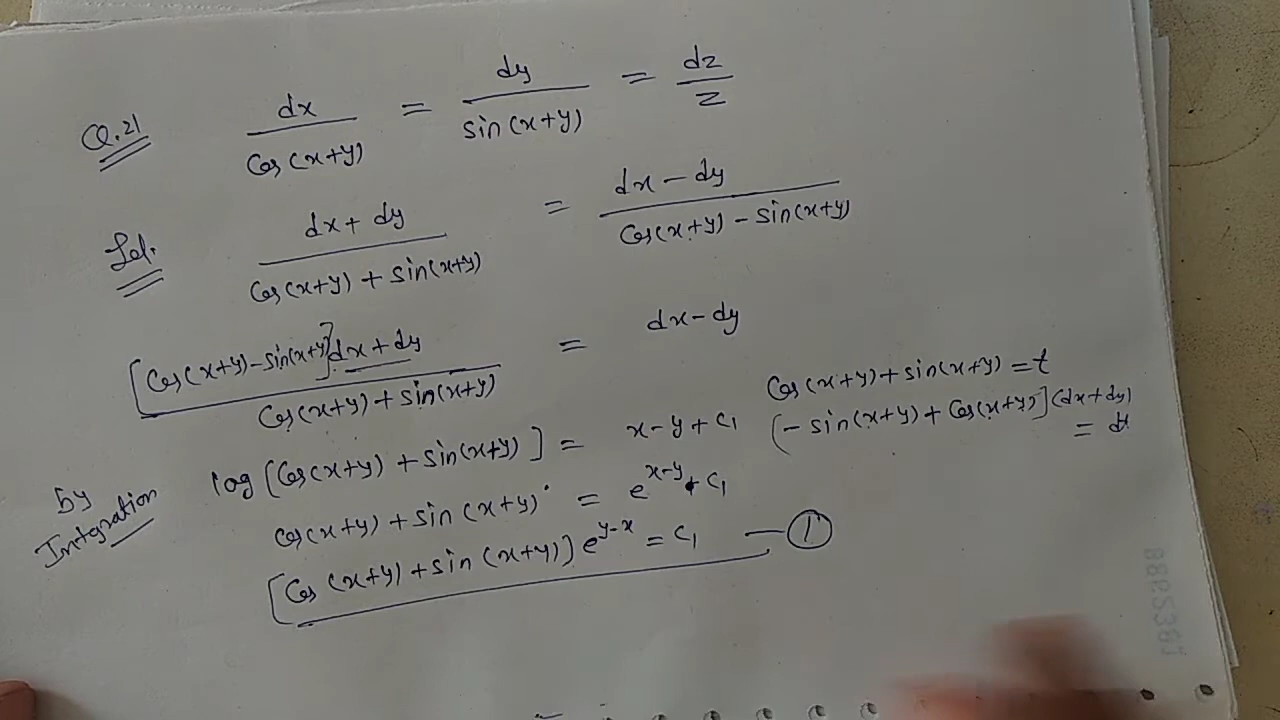 Q.21 dx/Cos(x+y) = dy/sin(x+y) = dz/z
Sol. (dx + dy)/(Cos(x+y) + sin(x+y)) = (dx - dy)/(Cos(x+y) - sin(x+y))
[Cos(x+y) - sin(x+y)] dx + dy / (Cos(x+y) + sin(x+y)) = dx - dy
Cos(x+y) + sin(x+y) = t
(- sin(x+y) + Cos(x+y)] (dx + dy) = dt
By Integration log [Cos(x+y) + sin(x+y)] = x - y + c₁
Cos(x+y) + sin(x+y) = e^(x-y) + c₁
[Cos(x+y) + sin(x+y)] e^(y-x) = c₁ — ①